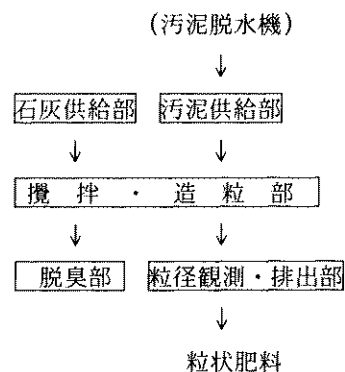 (汚泥脱水機)
↓
石灰供給部 汚泥供給部
↓ ↓
攪拌・造粒部
↓ ↓
脱臭部 粒径観測・排出部
↓
粒状肥料